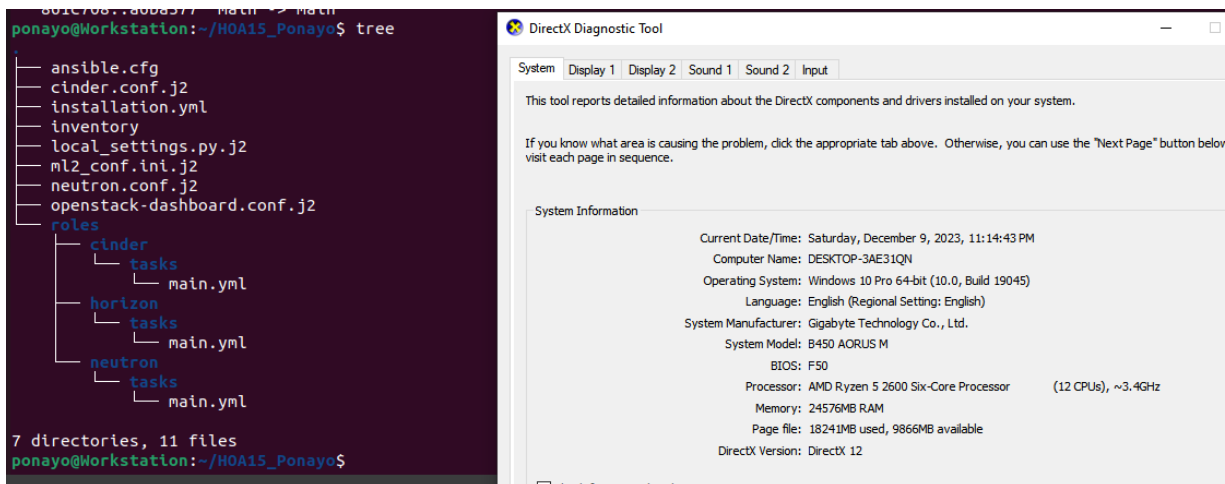 ponayo@Workstation:~/HOA15_Ponayo$ tree
.
├── ansible.cfg
├── cinder.conf.j2
├── installation.yml
├── inventory
├── local_settings.py.j2
├── ml2_conf.ini.j2
├── neutron.conf.j2
├── openstack-dashboard.conf.j2
└── roles
    ├── cinder
    │   └── tasks
    │       └── main.yml
    ├── horizon
    │   └── tasks
    │       └── main.yml
    └── neutron
        └── tasks
            └── main.yml
7 directories, 11 files
ponayo@Workstation:~/HOA15_Ponayo$
DirectX Diagnostic Tool
System Display 1 Display 2 Sound 1 Sound 2 Input
This tool reports detailed information about the DirectX components and drivers installed on your system.
If you know what area is causing the problem, click the appropriate tab above. Otherwise, you can use the "Next Page" button below
visit each page in sequence.
System Information
Current Date/Time: Saturday, December 9, 2023, 11:14:43 PM
Computer Name: DESKTOP-3AE31QN
Operating System: Windows 10 Pro 64-bit (10.0, Build 19045)
Language: English (Regional Setting: English)
System Manufacturer: Gigabyte Technology Co., Ltd.
System Model: B450 AORUS M
BIOS: F50
Processor: AMD Ryzen 5 2600 Six-Core Processor (12 CPUs), ~3.4GHz
Memory: 24576MB RAM
Page file: 18241MB used, 9866MB available
DirectX Version: DirectX 12